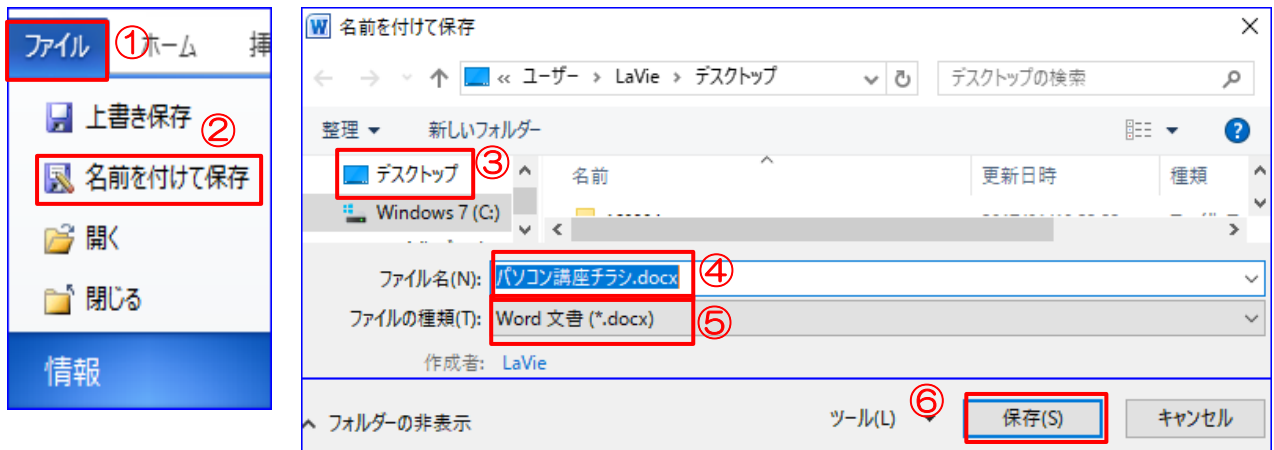 ファイル ① ホーム 挿
上書き保存 ②
名前を付けて保存
開く
閉じる
情報
名前を付けて保存
« ユーザー › LaVie › デスクトップ
デスクトップの検索
整理 新しいフォルダー
デスクトップ ③
名前 更新日時 種類
Windows 7 (C:)
ファイル名(N): パソコン講座チラシ.docx ④
ファイルの種類(T): Word 文書 (*.docx) ⑤
作成者: LaVie
フォルダーの非表示 ツール(L) ⑥ 保存(S) キャンセル